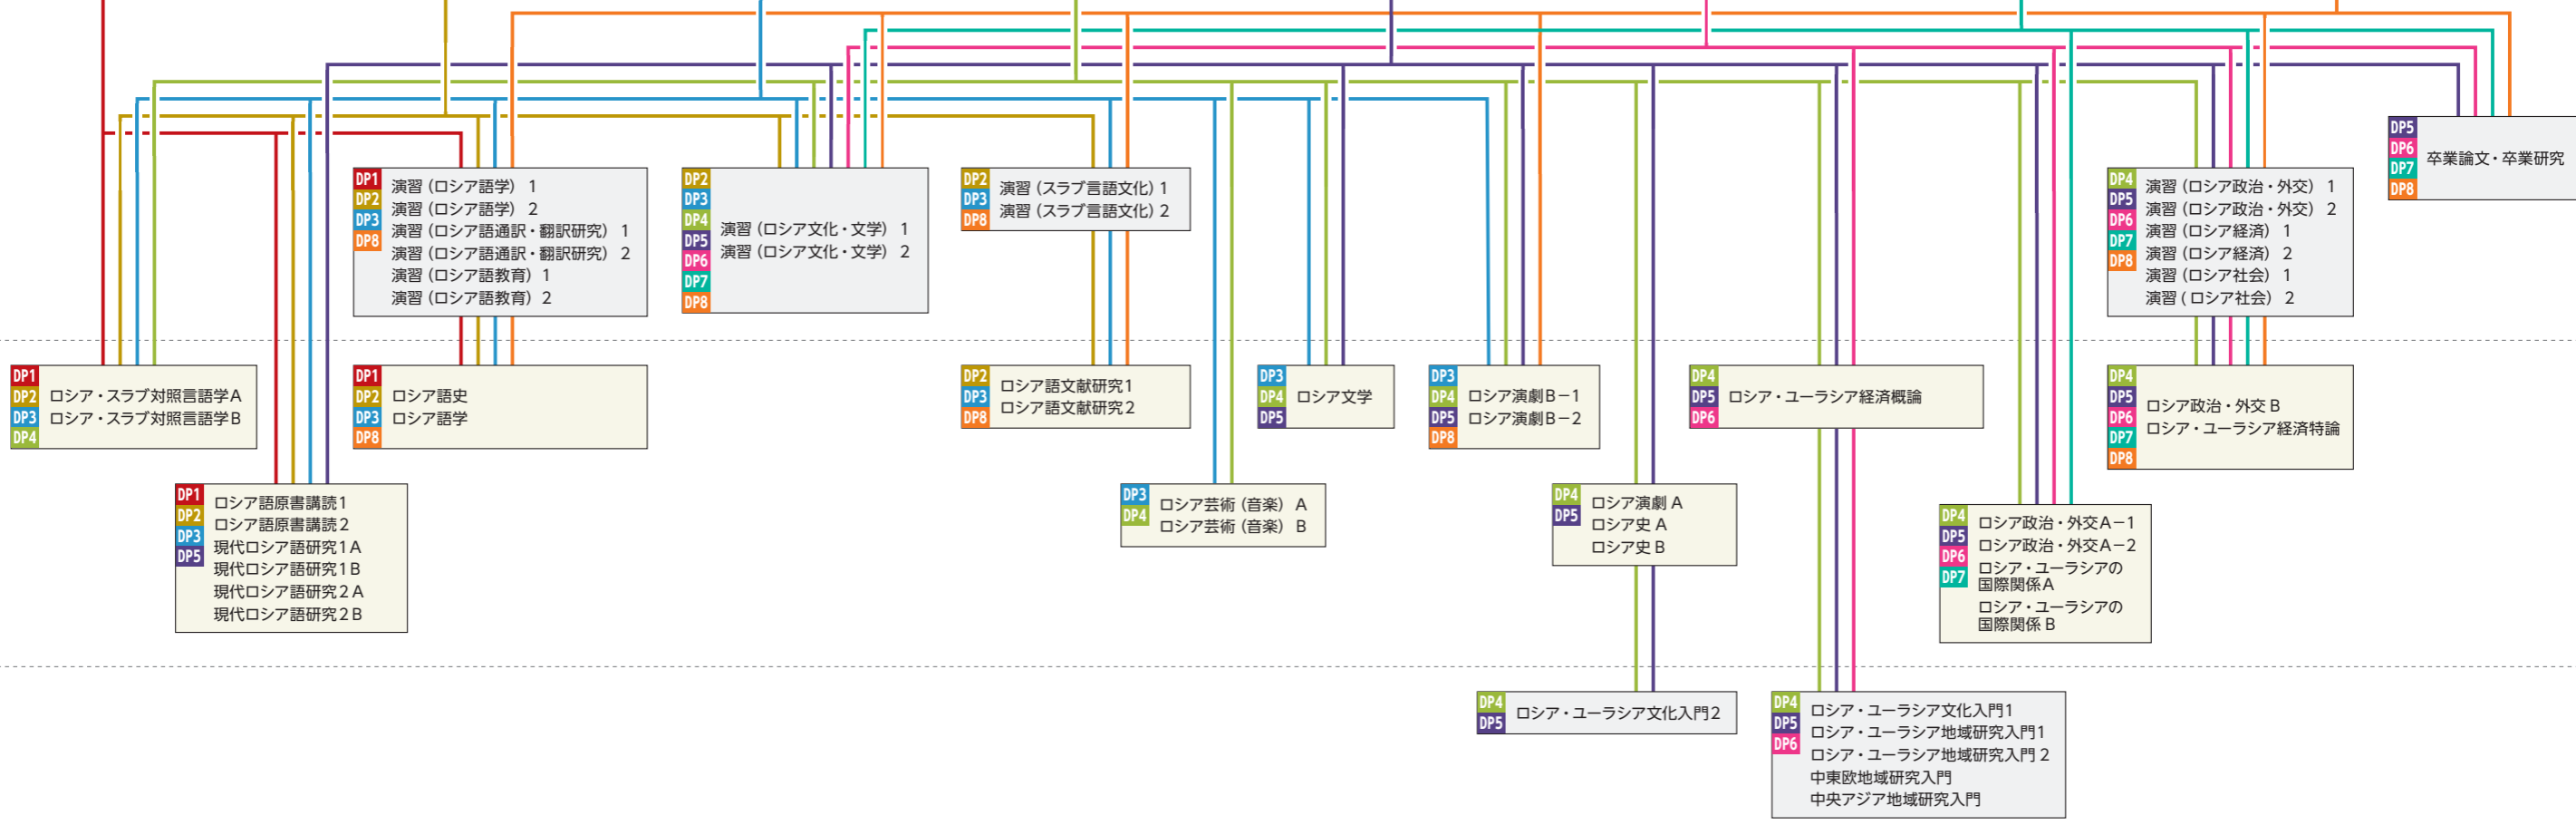 DP5
DP6
DP7
DP8
卒業論文・卒業研究
DP1
DP2
DP3
DP8
演習（ロシア語学） 1
演習（ロシア語学） 2
演習（ロシア語通訳・翻訳研究） 1
演習（ロシア語通訳・翻訳研究） 2
演習（ロシア語教育） 1
演習（ロシア語教育） 2
DP2
DP3
DP4
DP5
DP6
DP7
DP8
演習（ロシア文化・文学） 1
演習（ロシア文化・文学） 2
DP2
DP3
DP8
演習（スラブ言語文化）1
演習（スラブ言語文化）2
DP4
DP5
DP6
DP7
DP8
演習（ロシア政治・外交） 1
演習（ロシア政治・外交） 2
演習（ロシア経済） 1
演習（ロシア経済） 2
演習（ロシア社会） 1
演習 ( ロシア社会） 2
DP1
DP2
DP3
DP4
ロシア・スラブ対照言語学A
ロシア・スラブ対照言語学B
DP1
DP2
DP3
DP8
ロシア語史
ロシア語学
DP2
DP3
DP8
ロシア語文献研究1
ロシア語文献研究2
DP3
DP4
DP5
ロシア文学
DP3
DP4
DP5
DP8
ロシア演劇B－1
ロシア演劇B－2
DP4
DP5
DP6
ロシア・ユーラシア経済概論
DP4
DP5
DP6
DP7
DP8
ロシア政治・外交 B
ロシア・ユーラシア経済特論
DP1
DP2
DP3
DP5
ロシア語原書講読1
ロシア語原書講読2
現代ロシア語研究1A
現代ロシア語研究1B
現代ロシア語研究2A
現代ロシア語研究2B
DP3
DP4
ロシア芸術（音楽） A
ロシア芸術（音楽） B
DP4
DP5
ロシア演劇 A
ロシア史 A
ロシア史 B
DP4
DP5
DP6
DP7
ロシア政治・外交A－1
ロシア政治・外交A－2
ロシア・ユーラシアの
国際関係A
ロシア・ユーラシアの
国際関係 B
DP4
DP5
ロシア・ユーラシア文化入門2
DP4
DP5
DP6
ロシア・ユーラシア文化入門1
ロシア・ユーラシア地域研究入門1
ロシア・ユーラシア地域研究入門 2
中東欧地域研究入門
中央アジア地域研究入門